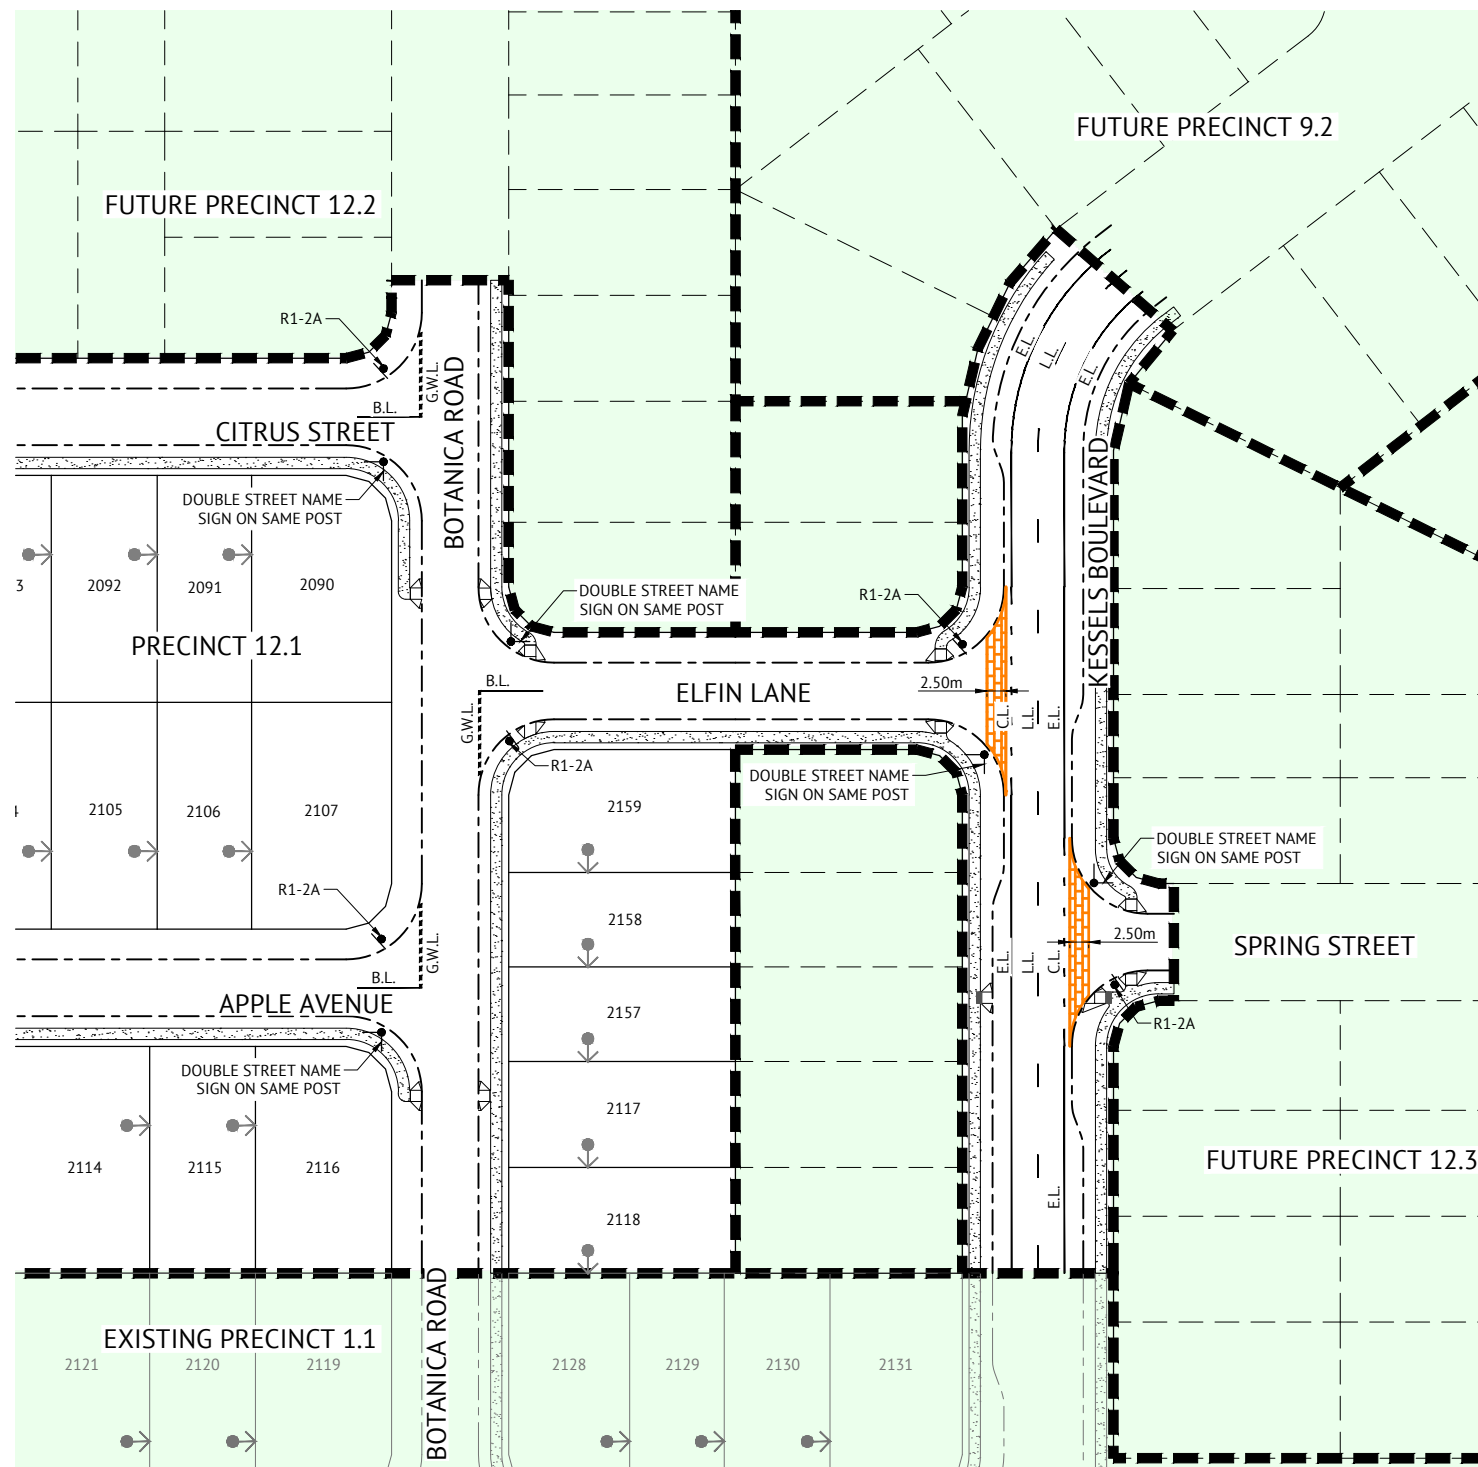 FUTURE PRECINCT 9.2
FUTURE PRECINCT 12.2
R1-2A
G.W.L.
BOTANICA ROAD
B.L.
CITRUS STREET
E.L.
L.L.
E.L.
KESSELS BOULEVARD
DOUBLE STREET NAME
SIGN ON SAME POST
3
2092
2091
2090
DOUBLE STREET NAME
SIGN ON SAME POST
R1-2A
PRECINCT 12.1
B.L.
ELFIN LANE
2.50m
G.W.L.
C.L.
L.L.
E.L.
R1-2A
DOUBLE STREET NAME
SIGN ON SAME POST
2105
2106
2107
2159
DOUBLE STREET NAME
SIGN ON SAME POST
R1-2A
2158
G.W.L.
B.L.
2.50m
SPRING STREET
E.L.
L.L.
C.L.
APPLE AVENUE
2157
R1-2A
DOUBLE STREET NAME
SIGN ON SAME POST
2117
2114
2115
2116
FUTURE PRECINCT 12.3
2118
E.L.
BOTANICA ROAD
EXISTING PRECINCT 1.1
2121
2120
2119
2128
2129
2130
2131